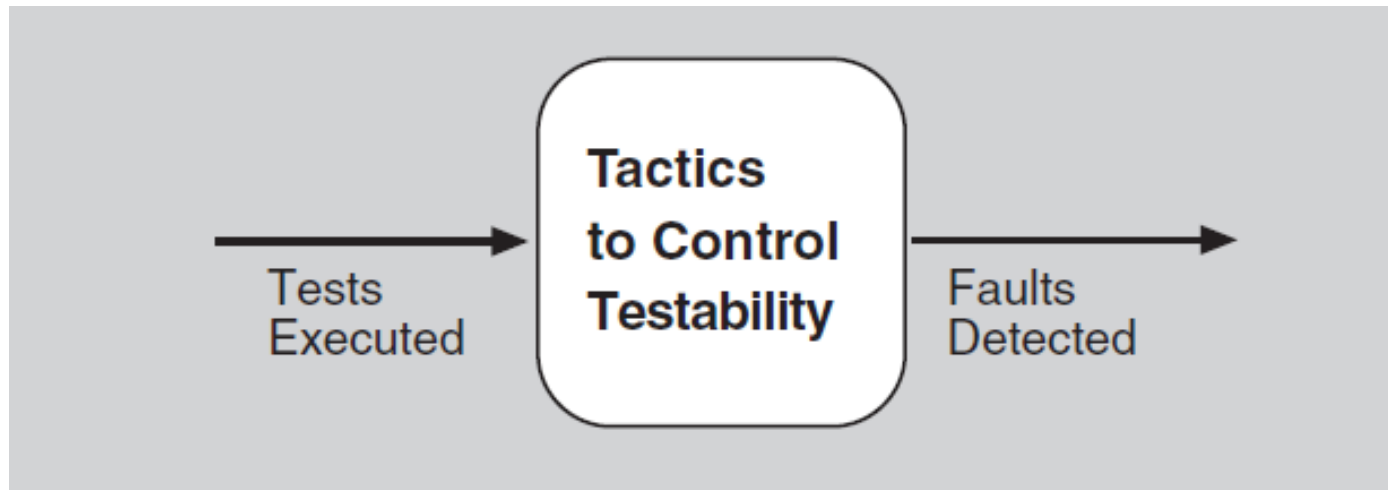 Tactics
to Control
Testability
Tests
Executed
Faults
Detected